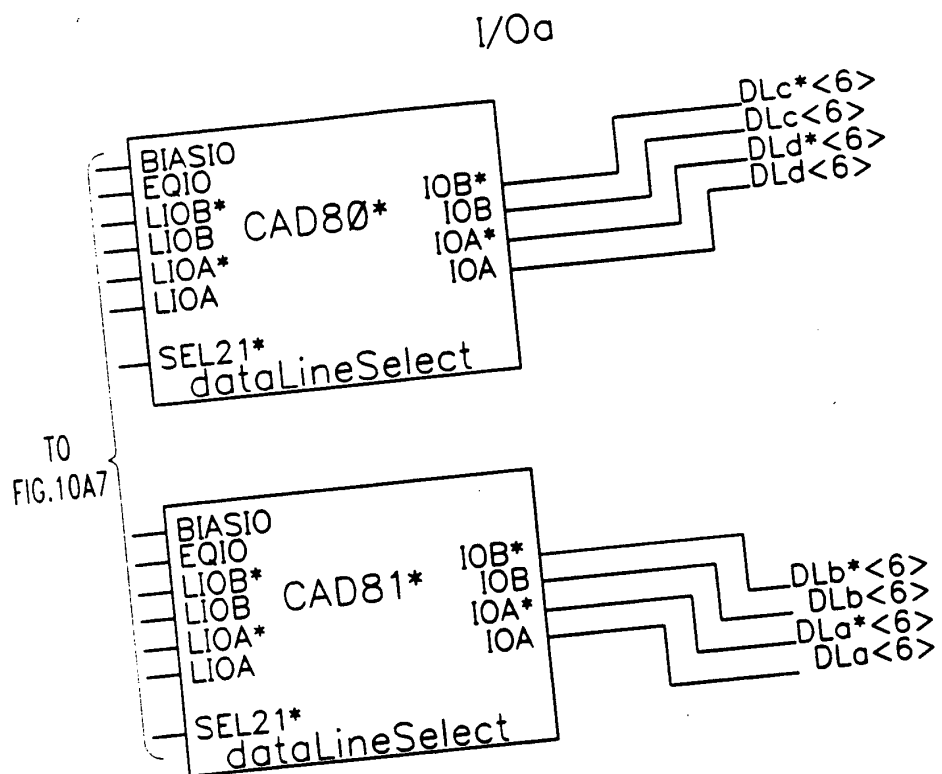 I/Oa
DLc*<6>
DLc<6>
DLd*<6>
DLd<6>
BIASIO
EQIO
LIOB*
LIOB
LIOA*
LIOA
SEL21*
CAD80*
IOB*
IOB
IOA*
IOA
dataLineSelect
TO
FIG.10A7
BIASIO
EQIO
LIOB*
LIOB
LIOA*
LIOA
SEL21*
CAD81*
IOB*
IOB
IOA*
IOA
dataLineSelect
DLb*<6>
DLb<6>
DLa*<6>
DLa<6>